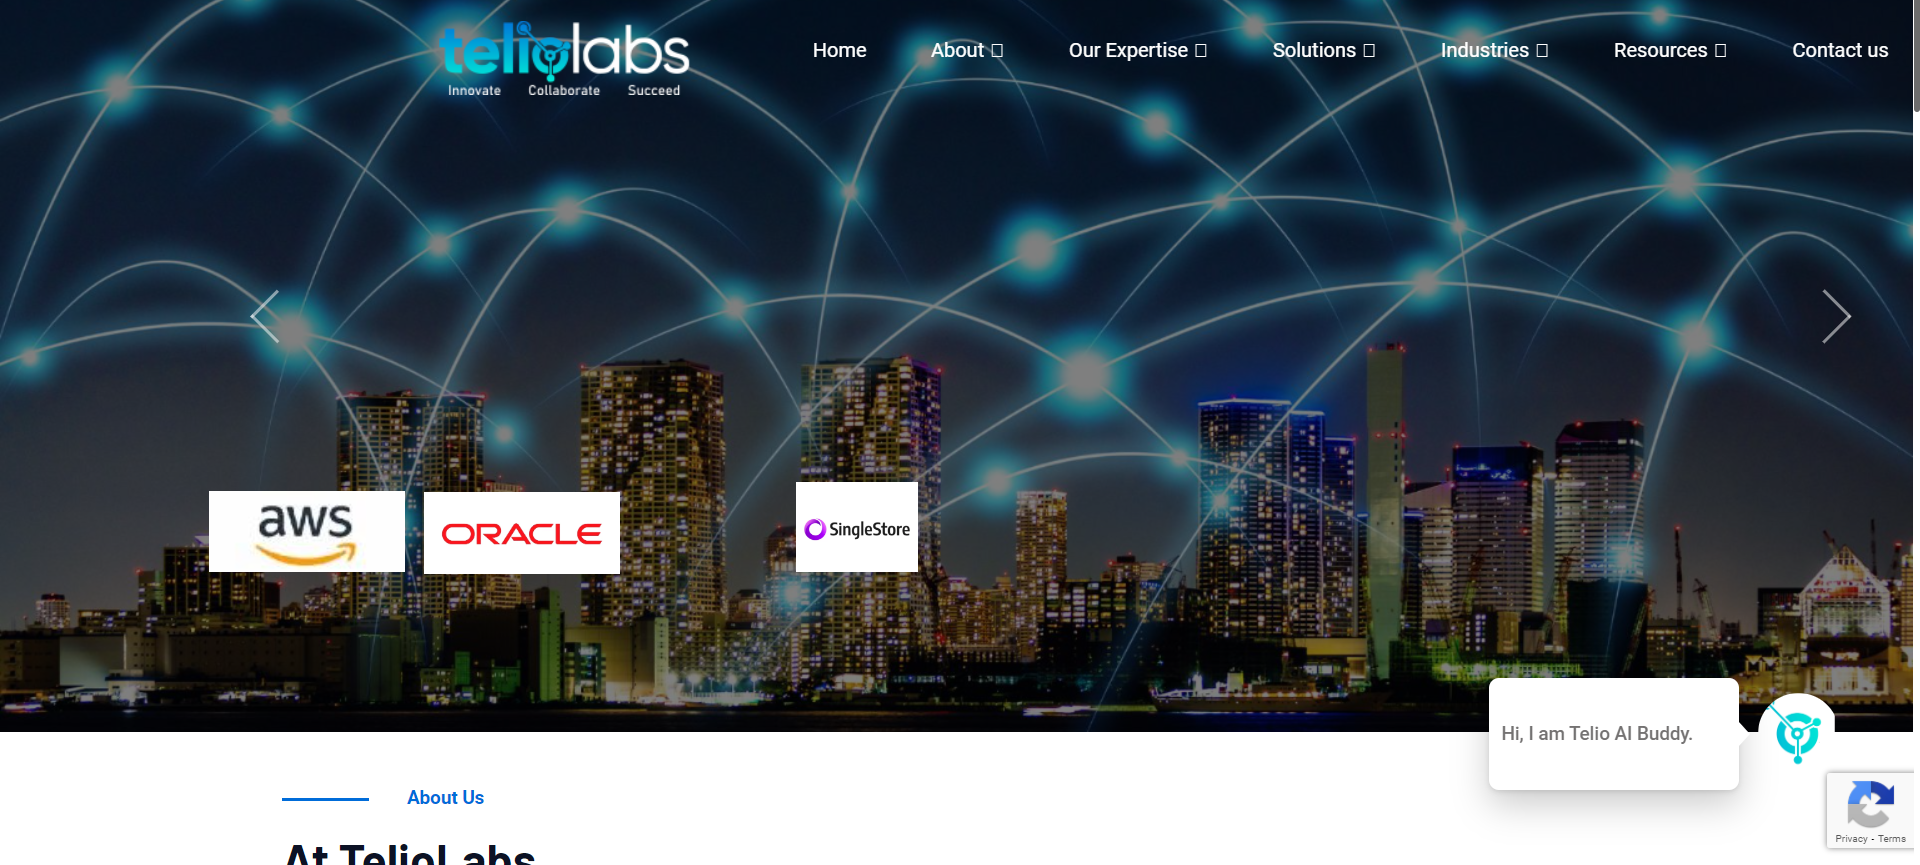 teliolabs
Innovate Collaborate Succeed
Home About Our Expertise Solutions Industries Resources Contact us
aws
ORACLE
SingleStore
Hi, I am Telio AI Buddy.
Privacy - Terms
About Us
At TelioLabs